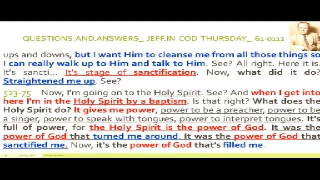 QUESTIONS.AND.ANSWERS_ JEFF.IN COD THURSDAY_ 61-0112
ups and downs, but I want Him to cleanse me from all those things so
I can really walk up to Him and talk to Him. See? All right. Here it is.
It's sancti... It's stage of sanctification. Now, what did it do?
Straightened me up. See?
523-75 Now, I'm going on to the Holy Spirit. See? And when I get into
here I'm in the Holy Spirit by a baptism. Is that right? What does the
Holy Spirit do? It gives me power, power to be a preacher, power to be
a singer, power to speak with tongues, power to interpret tongues. It's
full of power, for the Holy Spirit is the power of God. It was the
power of God that turned me around. It was the power of God that
sanctified me. Now, it's the power of God that's filled me.